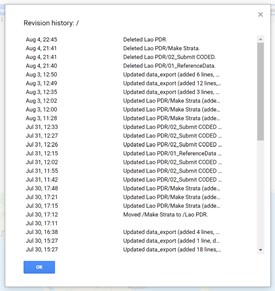 Revision history: /
Aug 4, 22:45 Deleted Lao PDR.
Aug 4, 21:41 Deleted Lao PDR/Make Strata.
Aug 4, 21:41 Deleted Lao PDR/02_Submit CODED.
Aug 4, 21:40 Deleted Lao PDR/01_ReferenceData.
Aug 3, 12:50 Updated data_export (added 6 lines, ...
Aug 3, 12:49 Updated data_export (added 12 lines,...
Aug 3, 12:35 Updated data_export (added 3 lines, ...
Aug 3, 12:02 Updated Lao PDR/Make Strata (adde...
Aug 3, 12:00 Updated Lao PDR/Make Strata (adde...
Aug 3, 11:28 Updated Lao PDR/Make Strata (adde...
Jul 31, 12:33 Updated Lao PDR/02_Submit CODED ...
Jul 31, 12:27 Updated Lao PDR/02_Submit CODED ...
Jul 31, 12:26 Updated Lao PDR/02_Submit CODED ...
Jul 31, 12:15 Updated Lao PDR/01_ReferenceData ...
Jul 31, 12:02 Updated Lao PDR/02_Submit CODED ...
Jul 31, 11:55 Updated Lao PDR/02_Submit CODED ...
Jul 31, 11:42 Updated Lao PDR/02_Submit CODED ...
Jul 30, 17:48 Updated Lao PDR/Make Strata (adde...
Jul 30, 17:21 Updated Lao PDR/Make Strata (adde...
Jul 30, 17:15 Updated Lao PDR/Make Strata (adde...
Jul 30, 17:12 Moved /Make Strata to /Lao PDR.
Jul 30, 17:11
Jul 30, 16:38 Updated data_export (added 4 lines, ...
Jul 30, 15:27 Updated data_export (added 1 line, d...
Jul 30, 15:27 Updated data_export (added 18 lines,...
OK